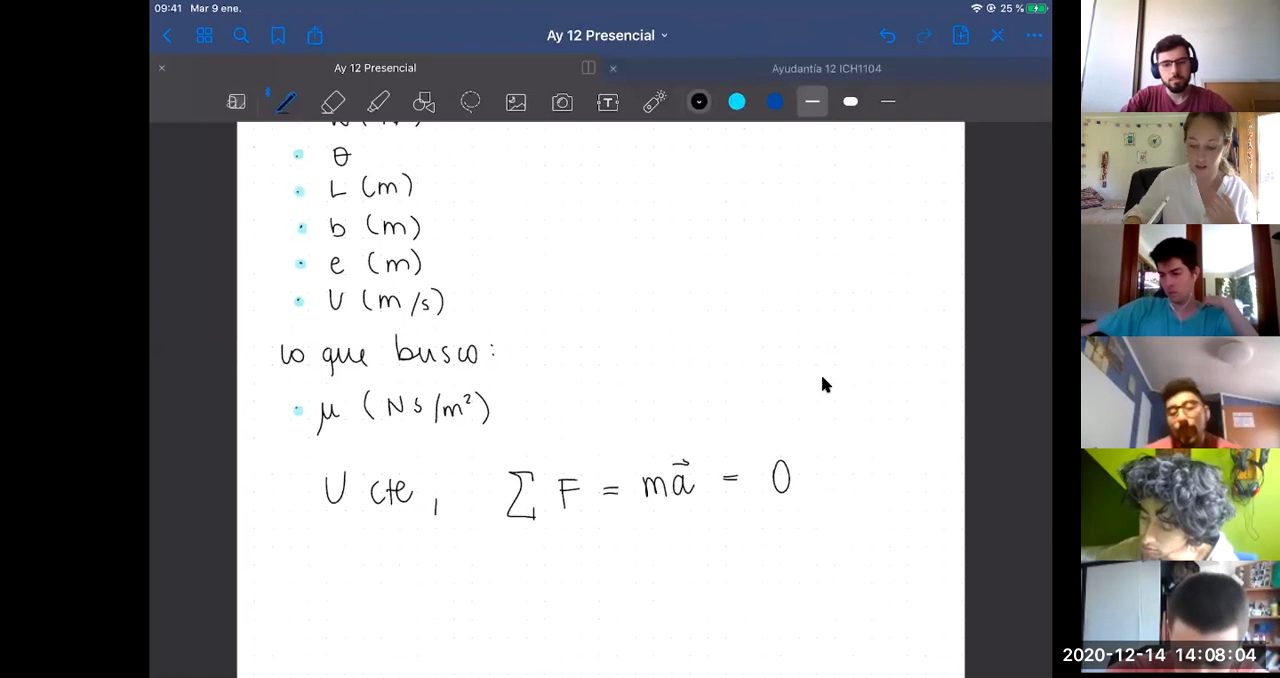 09:41 Mar 9 ene. 25 %
Ay 12 Presencial
Ay 12 Presencial Ayudantía 12 ICH1104
θ
L (m)
b (m)
e (m)
U (m/s)
lo que busco:
μ (Ns/m²)
U cte, ∑ F = ma⃗ = 0
2020-12-14 14:08:04